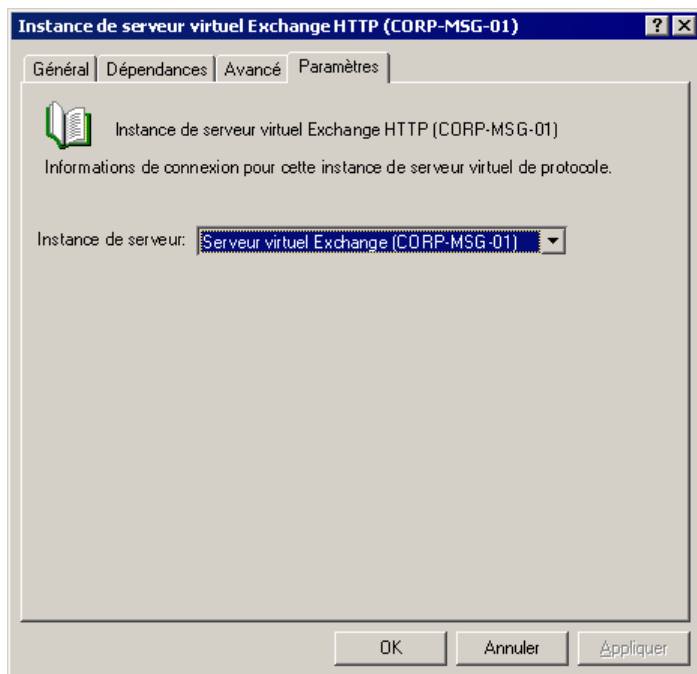 Instance de serveur virtuel Exchange HTTP (CORP-MSG-01)
Général Dépendances Avancé Paramètres
Instance de serveur virtuel Exchange HTTP (CORP-MSG-01)
Informations de connexion pour cette instance de serveur virtuel de protocole.
Instance de serveur: Serveur virtuel Exchange (CORP-MSG-01)
OK Annuler Appliquer